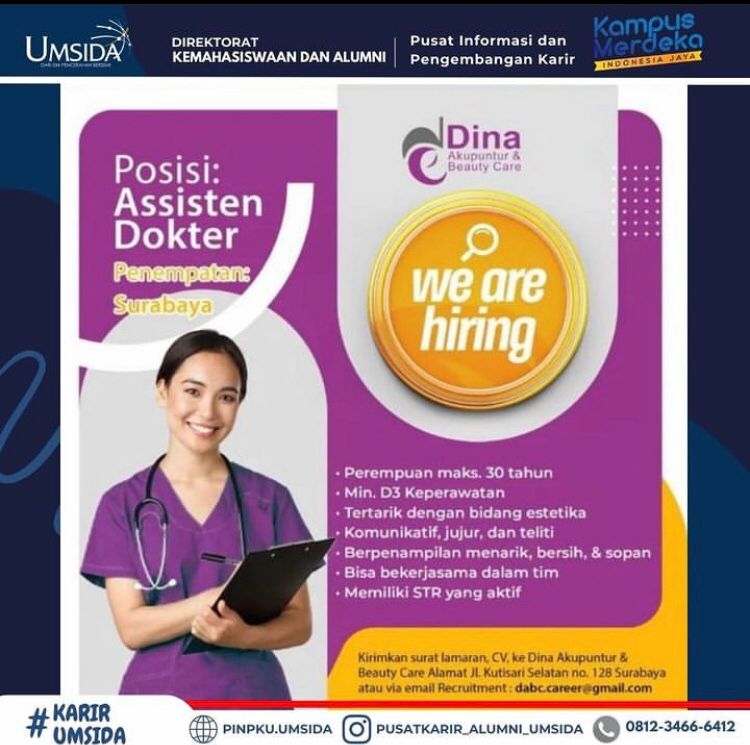 UMSIDA
DARI SINI PENCERAHAN BERSEMI
DIREKTORAT
KEMAHASISWAAN DAN ALUMNI
Pusat Informasi dan
Pengembangan Karir
Kampus
Merdeka
INDONESIA JAYA
Dina
Akupuntur &
Beauty Care
Posisi:
Assisten
Dokter
Penempatan:
Surabaya
we are
hiring
• Perempuan maks. 30 tahun
• Min. D3 Keperawatan
• Tertarik dengan bidang estetika
• Komunikatif, jujur, dan teliti
• Berpenampilan menarik, bersih, & sopan
• Bisa bekerjasama dalam tim
• Memiliki STR yang aktif
Kirimkan surat lamaran, CV, ke Dina Akupuntur &
Beauty Care Alamat Jl. Kutisari Selatan no. 128 Surabaya
atau via email Recruitment : dabc.career@gmail.com
# KARIR
UMSIDA
PINPKU.UMSIDA
PUSATKARIR_ALUMNI_UMSIDA
0812-3466-6412